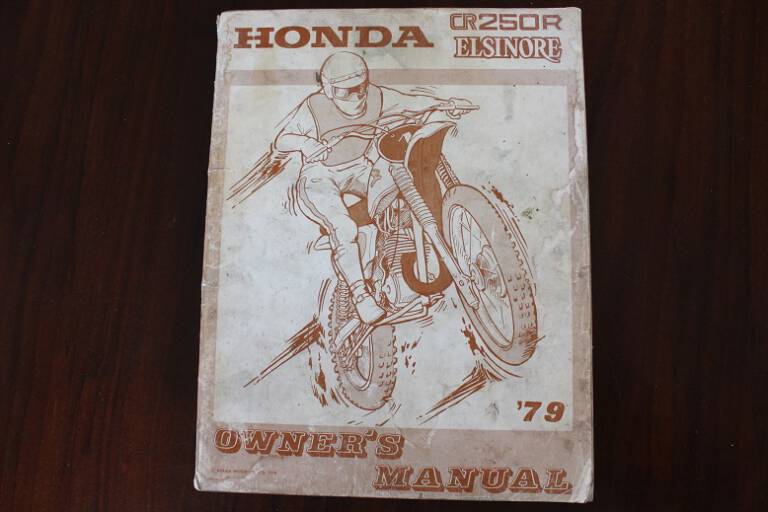 HONDA
CR250R
ELSINORE
'79
OWNER'S
MANUAL